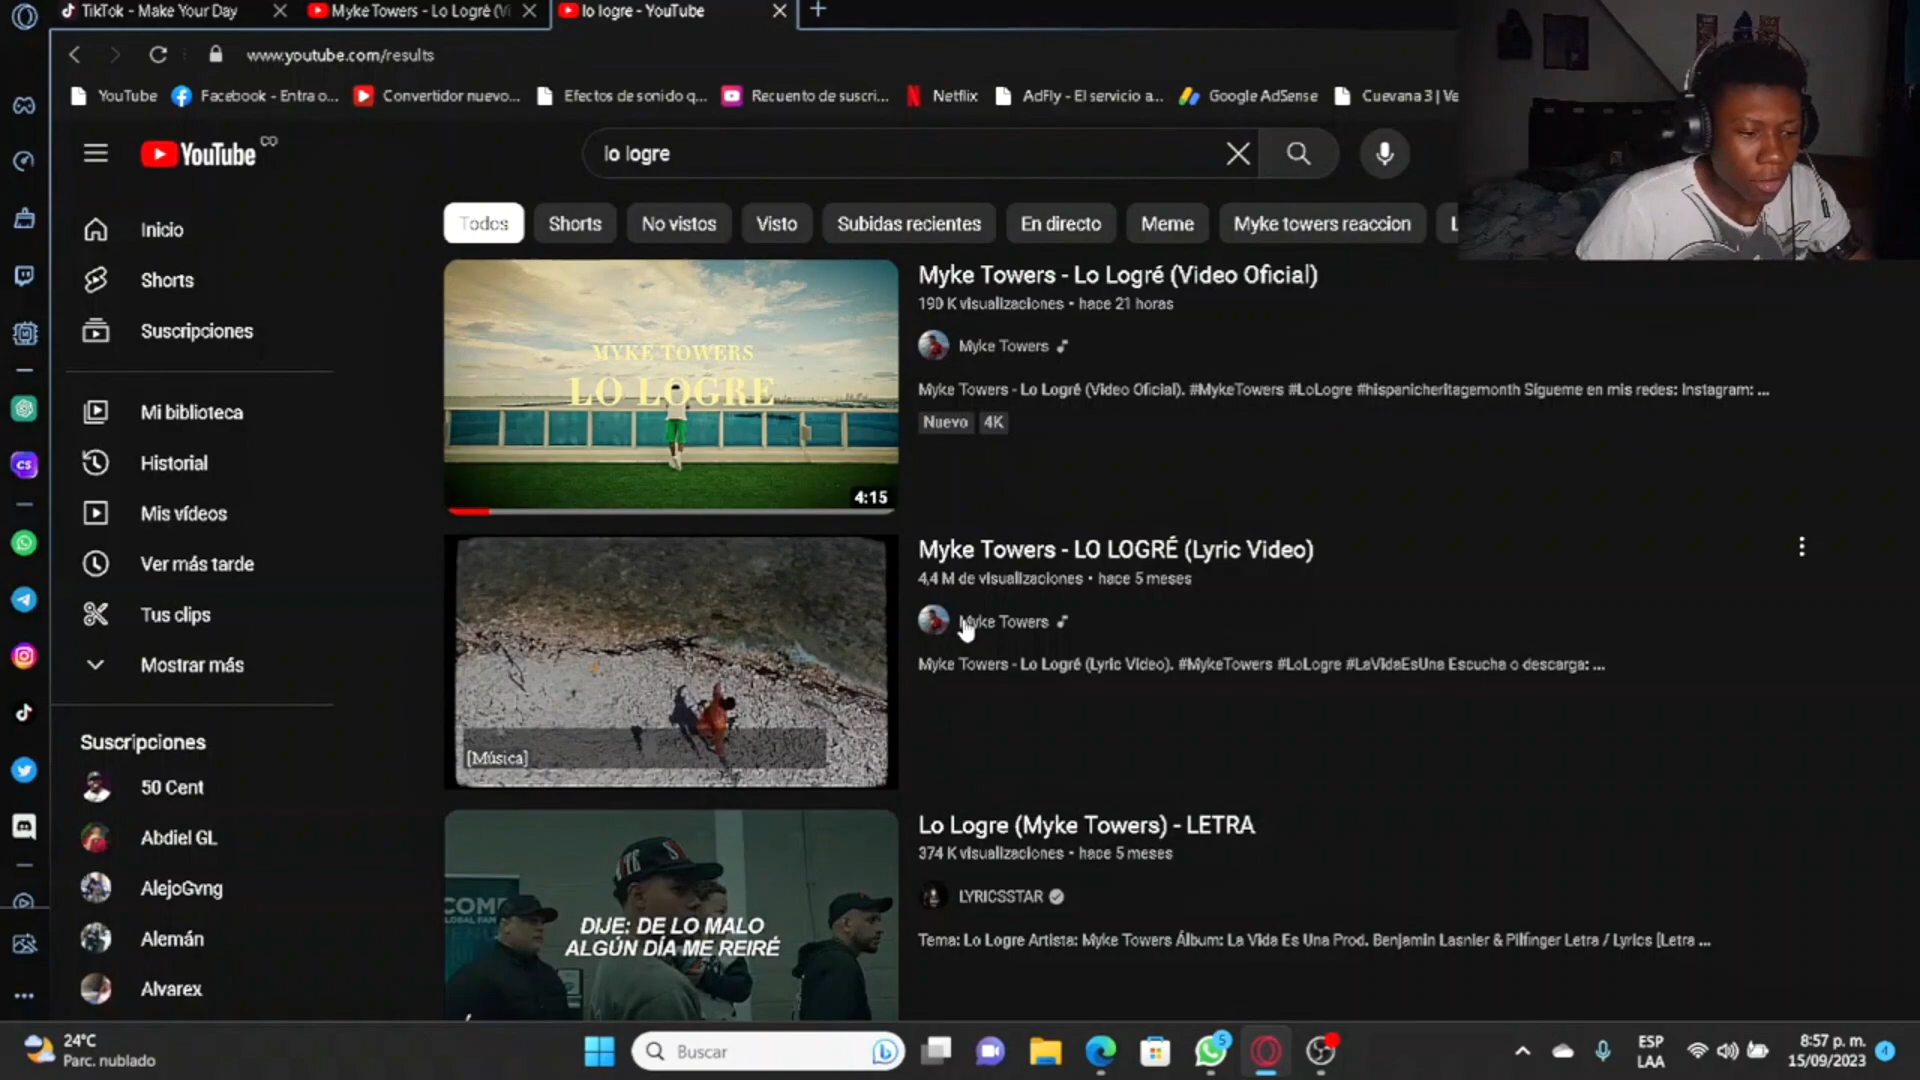 TikTok - Make Your Day
Myke Towers - Lo Logré (Vi
lo logre - YouTube
www.youtube.com/results
YouTube
Facebook - Entra o...
Convertidor nuevo...
Efectos de sonido q...
Recuento de suscri...
Netflix
AdFly - El servicio a...
Google AdSense
Cuevana 3 | Ve
YouTube CO
lo logre
Todos
Shorts
No vistos
Visto
Subidas recientes
En directo
Meme
Myke towers reaccion
Inicio
Shorts
Suscripciones
Mi biblioteca
Historial
Mis vídeos
Ver más tarde
Tus clips
Mostrar más
Suscripciones
50 Cent
Abdiel GL
AlejoGvng
Alemán
Alvarex
MYKE TOWERS
LO LOGRE
4:15
Myke Towers - Lo Logré (Video Oficial)
190 K visualizaciones • hace 21 horas
Myke Towers
Myke Towers - Lo Logré (Video Oficial). #MykeTowers #LoLogre #hispanicheritagemonth Sígueme en mis redes: Instagram: ...
Nuevo
4K
[Música]
Myke Towers - LO LOGRÉ (Lyric Video)
4,4 M de visualizaciones • hace 5 meses
Myke Towers
Myke Towers - Lo Logré (Lyric Video). #MykeTowers #LoLogre #LaVidaEsUna Escucha o descarga: ...
DIJE: DE LO MALO
ALGÚN DÍA ME REIRÉ
Lo Logre (Myke Towers) - LETRA
374 K visualizaciones • hace 5 meses
LYRICSSTAR
Tema: Lo Logre Artista: Myke Towers Álbum: La Vida Es Una Prod. Benjamin Lasnier & Pilfinger Letra / Lyrics [Letra ...
24°C
Parc. nublado
Buscar
5
ESP
LAA
8:57 p. m.
15/09/2023
4